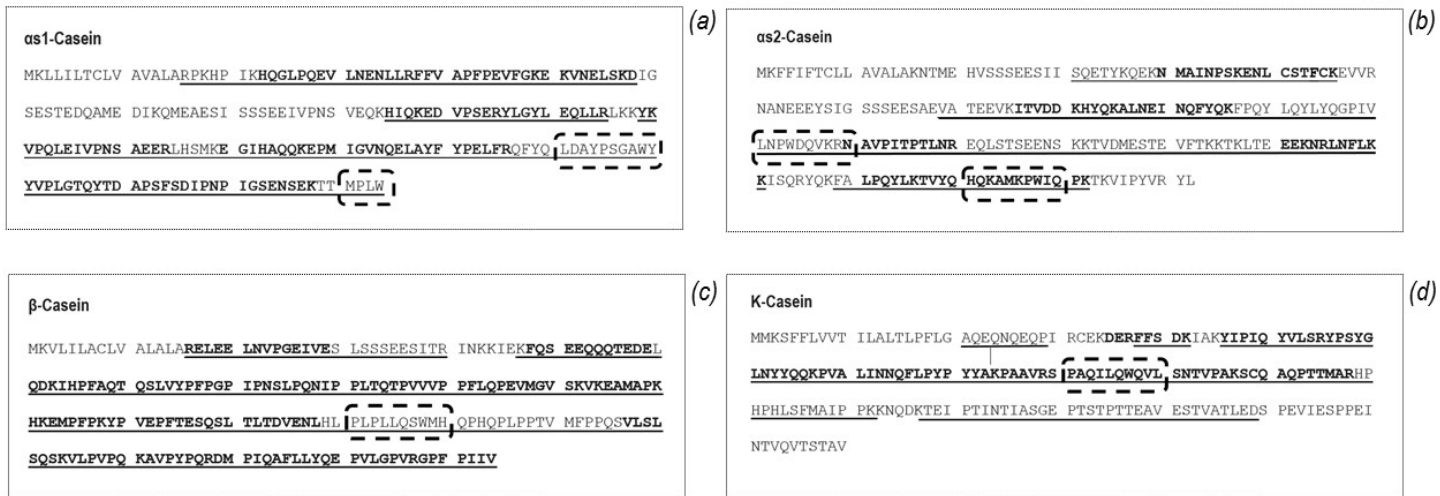 (a)
αs1-Casein
MKLLILTCLV AVALARPKHP IKHQGLPQEV LNENLLRFFV APFPEVFGKE KVNELSKDIG
SESTEDQAME DIKQMEAESI SSSEEIVPNS VEQKHIQKED VPSERYLGYL EQLLRLKKYK
VPQLEIVPNS AEERLHSMKE GIHAQQKEPM IGVNQELAYF YPELFRQFYQ LDAYPSGAWY
YVPLGTQYTD APSFSDIPNP IGSENSEKTT MPLW
(b)
αs2-Casein
MKFFIFTCLL AVALAKNTME HVSSSEESII SQETYKQEKN MAINPSKENL CSTFCKEVVR
NANEEEYSIG SSSEESAEVA TEEVKITVDD KHYQKALNEI NQFYQKFPQY LQYLYQGPIV
LNPWDQVKRN AVPITPTLNR EQLSTSEENS KKTVDMESTE VFTKKTKLTE EEKNRLNFLK
KISQRYQKFA LPQYLKTVYQ HQKAMKPWIQ PKTKVIPYVR YL
(c)
β-Casein
MKVLILACLV ALALARELEE LNVPGEIVES LSSSEESITR INKKIEKFQS EEQQQTEDEL
QDKIHPFAQT QSLVYPFPGP IPNSLPQNIP PLTQTPVVVP PFLQPEVMGV SKVKEAMAPK
HKEMPFPKYP VEPFTESQSL TLTDVENLHL PLPLLQSWMH QPHQPLPPTV MFPPQSVLSL
SQSKVLPVPQ KAVPYPQRDM PIQAFLLYQE PVLGPVRGPF PIIV
(d)
K-Casein
MMKSFFLVVT ILALTLPFLG AQEQNQEQPI RCEKDERFFS DKIAKYIPIQ YVLSRYPSYG
LNYYQQKPVA LINNQFLPYP YYAKPAAVRS PAQILQWQVL SNTVPAKSCQ AQPTTMARHP
HPHLSFMAIP PKKNQDKTEI PTINTIASGE PTSTPTTEAV ESTVATLEDS PEVIESPPEI
NTVQVTSTAV